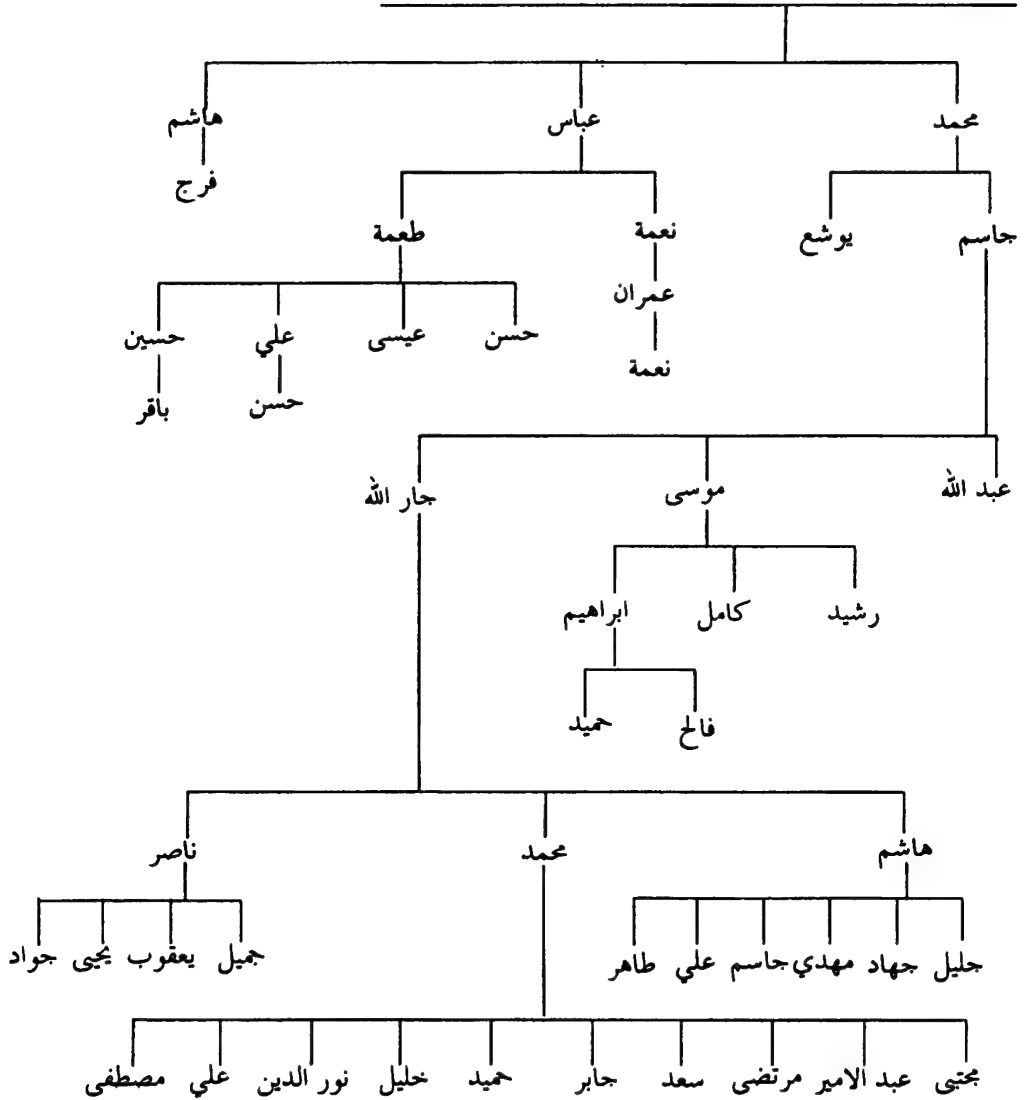 محمد عباس هاشم
فرج
جاسم يوشع نعمة طعمة
عمران
حسن عيسى علي حسين
نعمة
حسن باقر
عبد الله موسى جار الله
رشيد كامل ابراهيم
فالح حميد
هاشم محمد ناصر
جليل جهاد مهدي جاسم علي طاهر جميل يعقوب يحيى جواد
مجتبى عبد الامير مرتضى سعد جابر حميد خليل نور الدين علي مصطفى